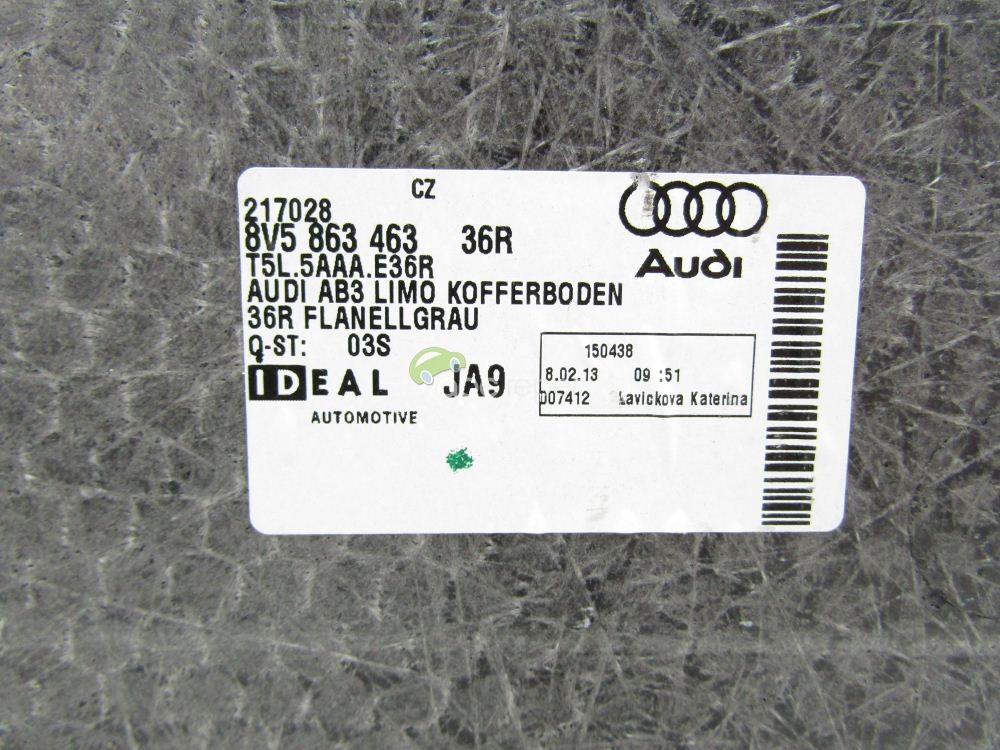 CZ
217028
8V5 863 463 36R
T5L.5AAA.E36R
AUDI AB3 LIMO KOFFERBODEN
36R FLANELLGRAU
Q-ST: 03S
IDEAL JA9
AUTOMOTIVE
Audi
150438
8.02.13 09 :51
007412 Lavickova Katerina